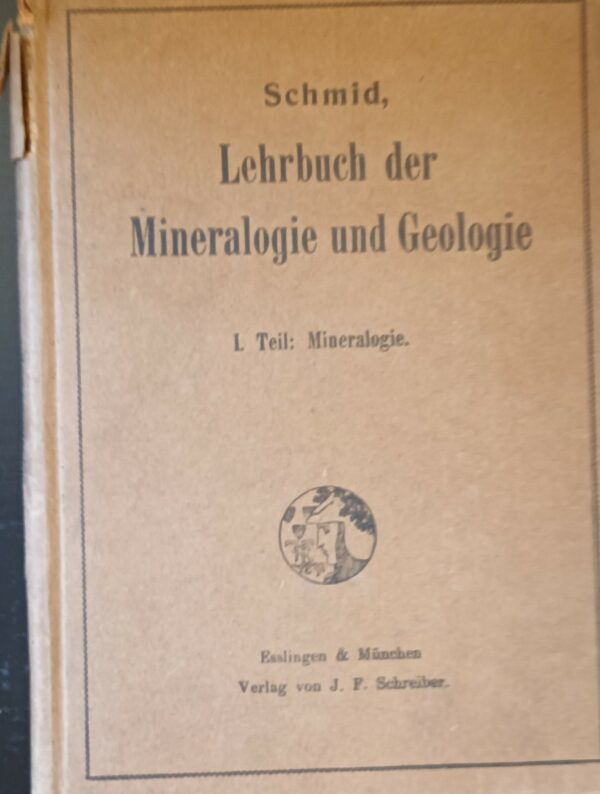 Schmid,
Lehrbuch der
Mineralogie und Geologie
I. Teil: Mineralogie.
Esslingen & München
Verlag von J. F. Schreiber.